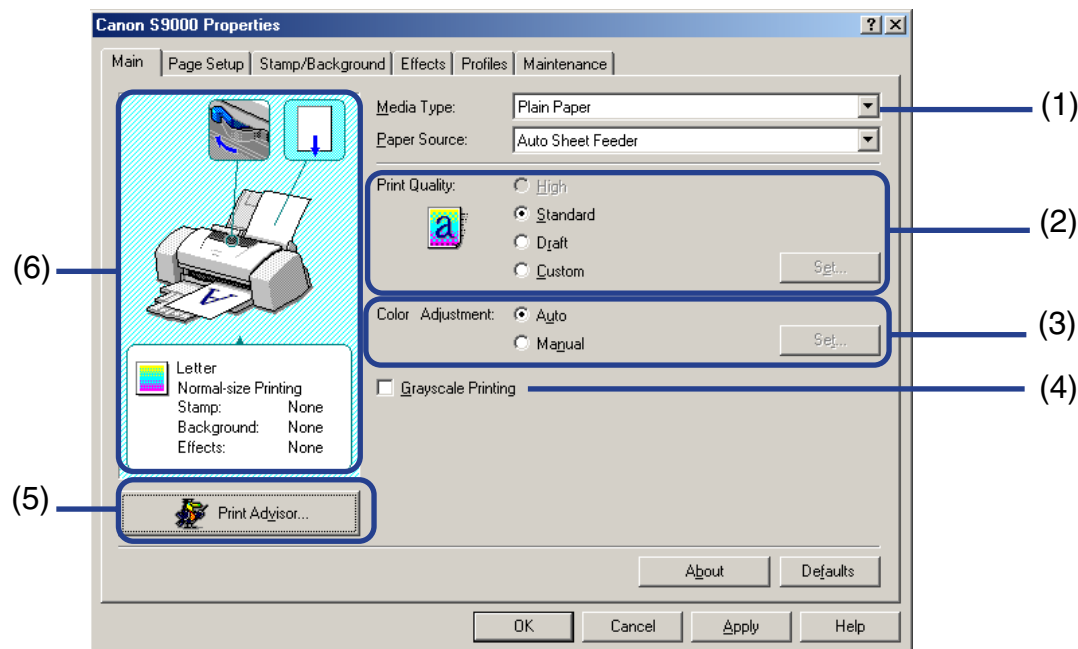 Canon S9000 Properties
Main Page Setup Stamp/Background Effects Profiles Maintenance
Media Type: Plain Paper
(1)
Paper Source: Auto Sheet Feeder
Print Quality: High
Standard
Draft
Custom
Set...
(2)
a
Color Adjustment: Auto
Manual
Set...
(3)
Grayscale Printing
(4)
(6)
A
Letter
Normal-size Printing
Stamp: None
Background: None
Effects: None
(5)
Print Advisor...
About Defaults
OK Cancel Apply Help